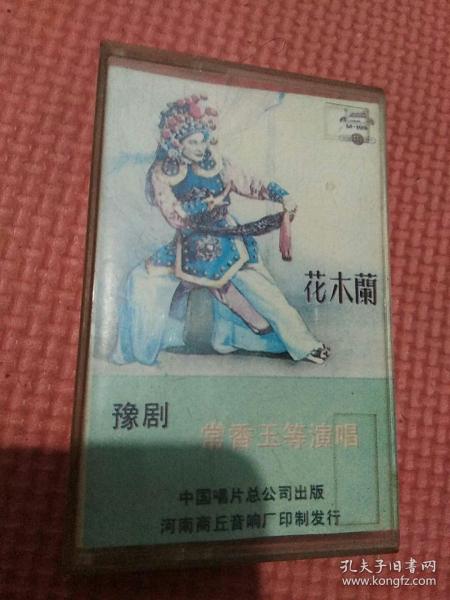 花木蘭
豫剧
常香玉等演唱
中国唱片总公司出版
河南商丘音响厂印制发行
孔夫子旧书网
www.kongfz.com